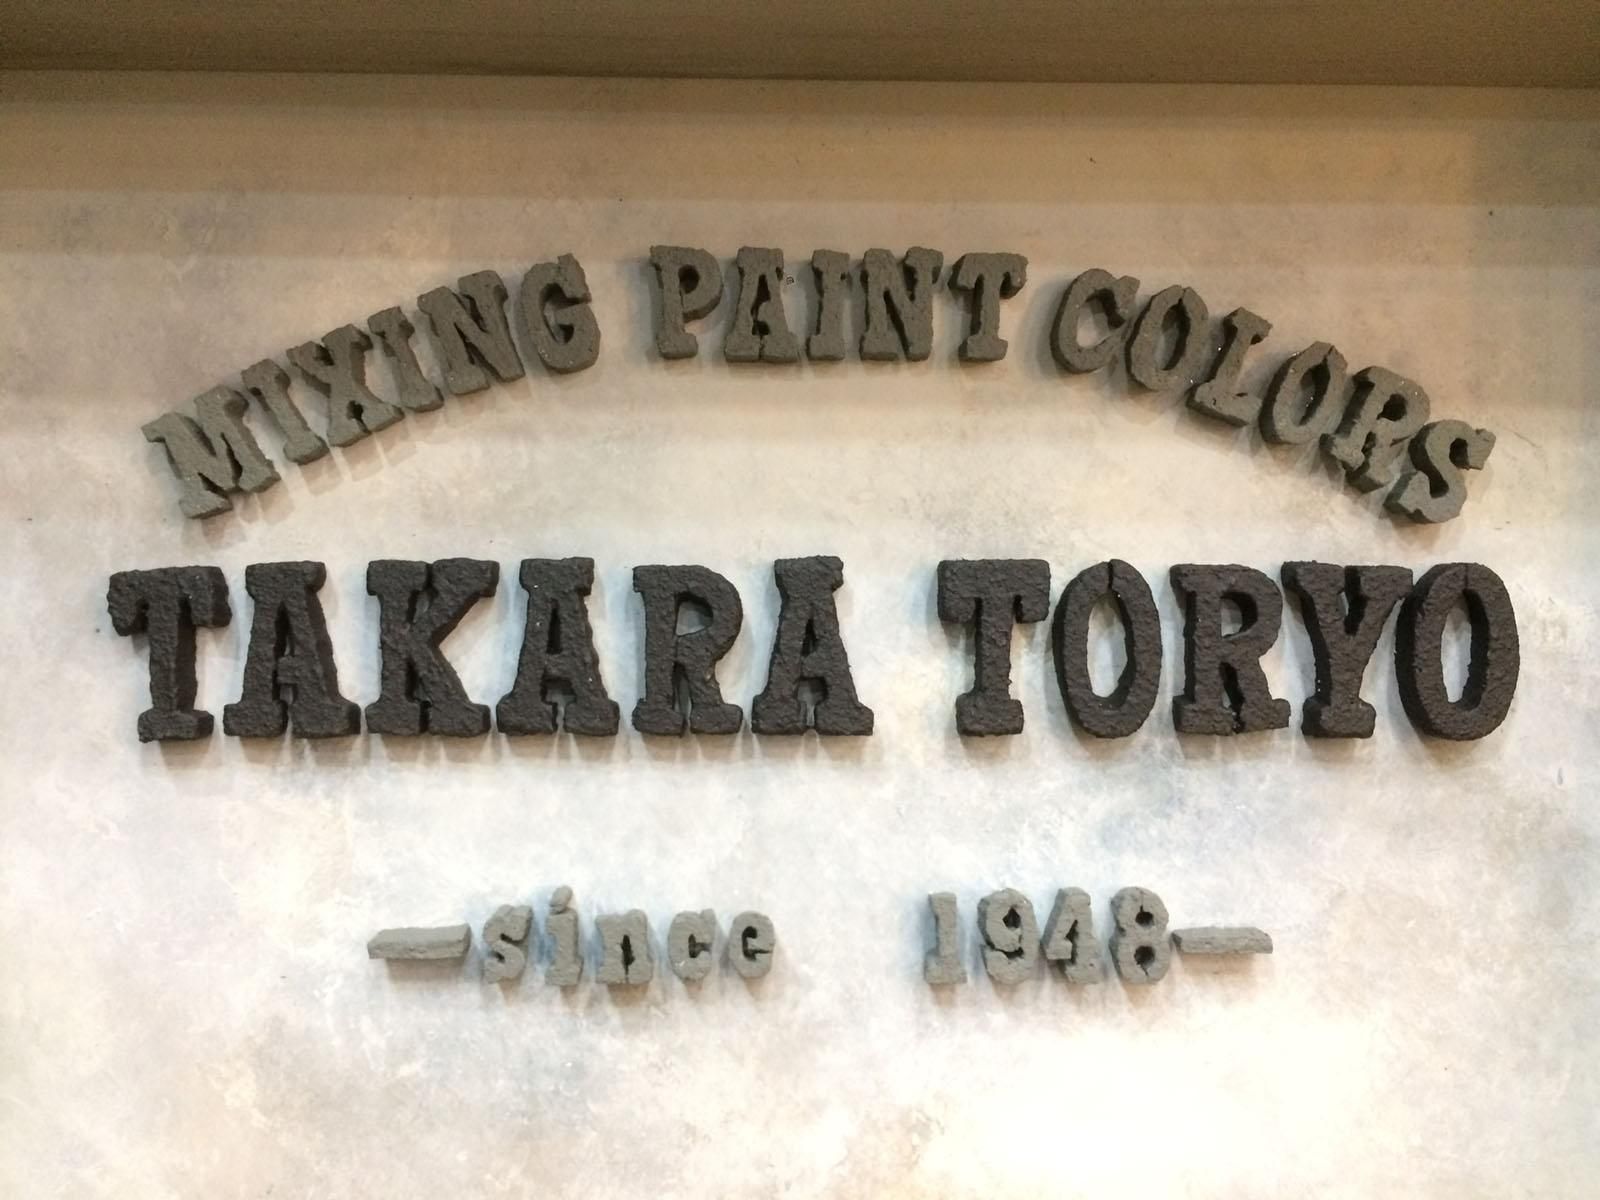 MIXING PAINT COLORS
TAKARA TORYO
—since 1948—